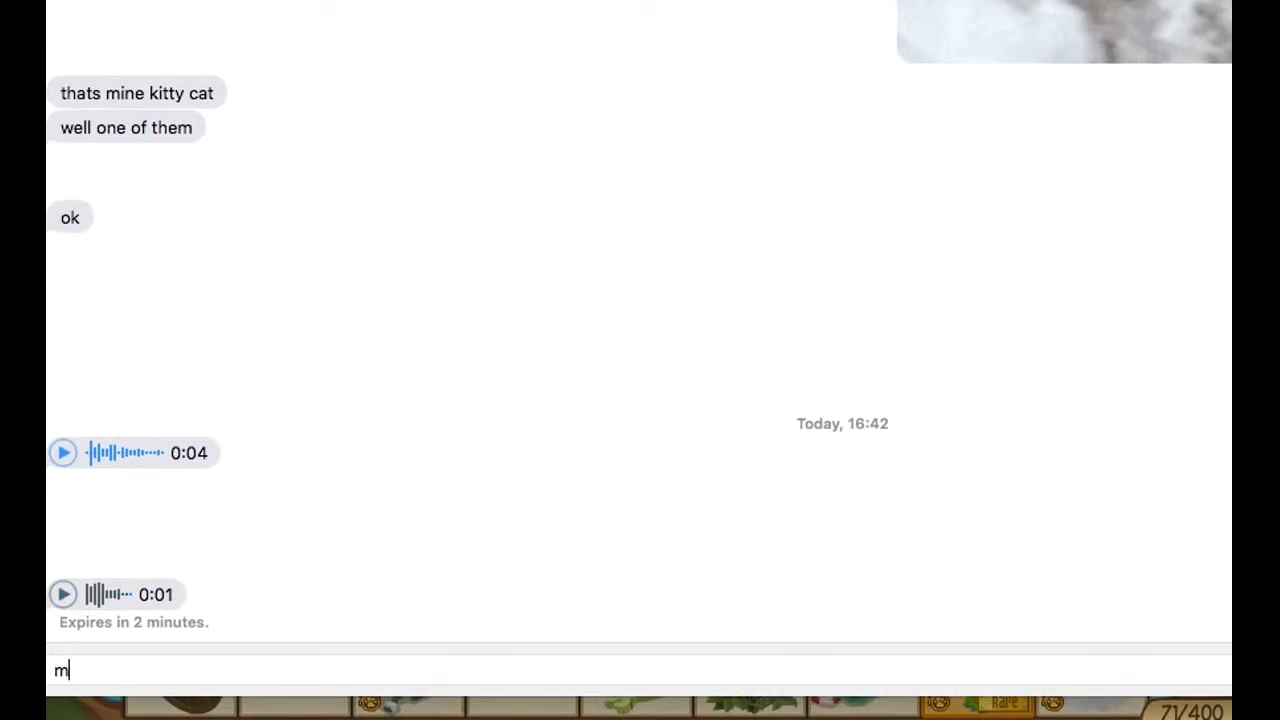 thats mine kitty cat
well one of them
ok
Today, 16:42
0:04
0:01
Expires in 2 minutes.
m
Rare
71/400